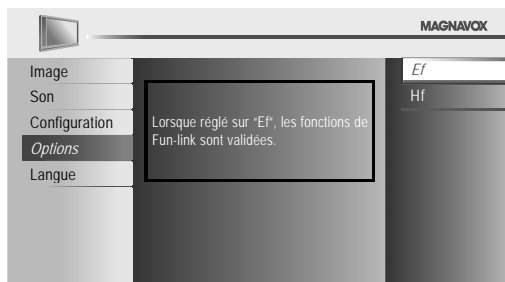 MAGNAVOX
Image
Son
Configuration
Options
Langue
Lorsque réglé sur “Ef”, les fonctions de
Fun-link sont validées.
Ef
Hf